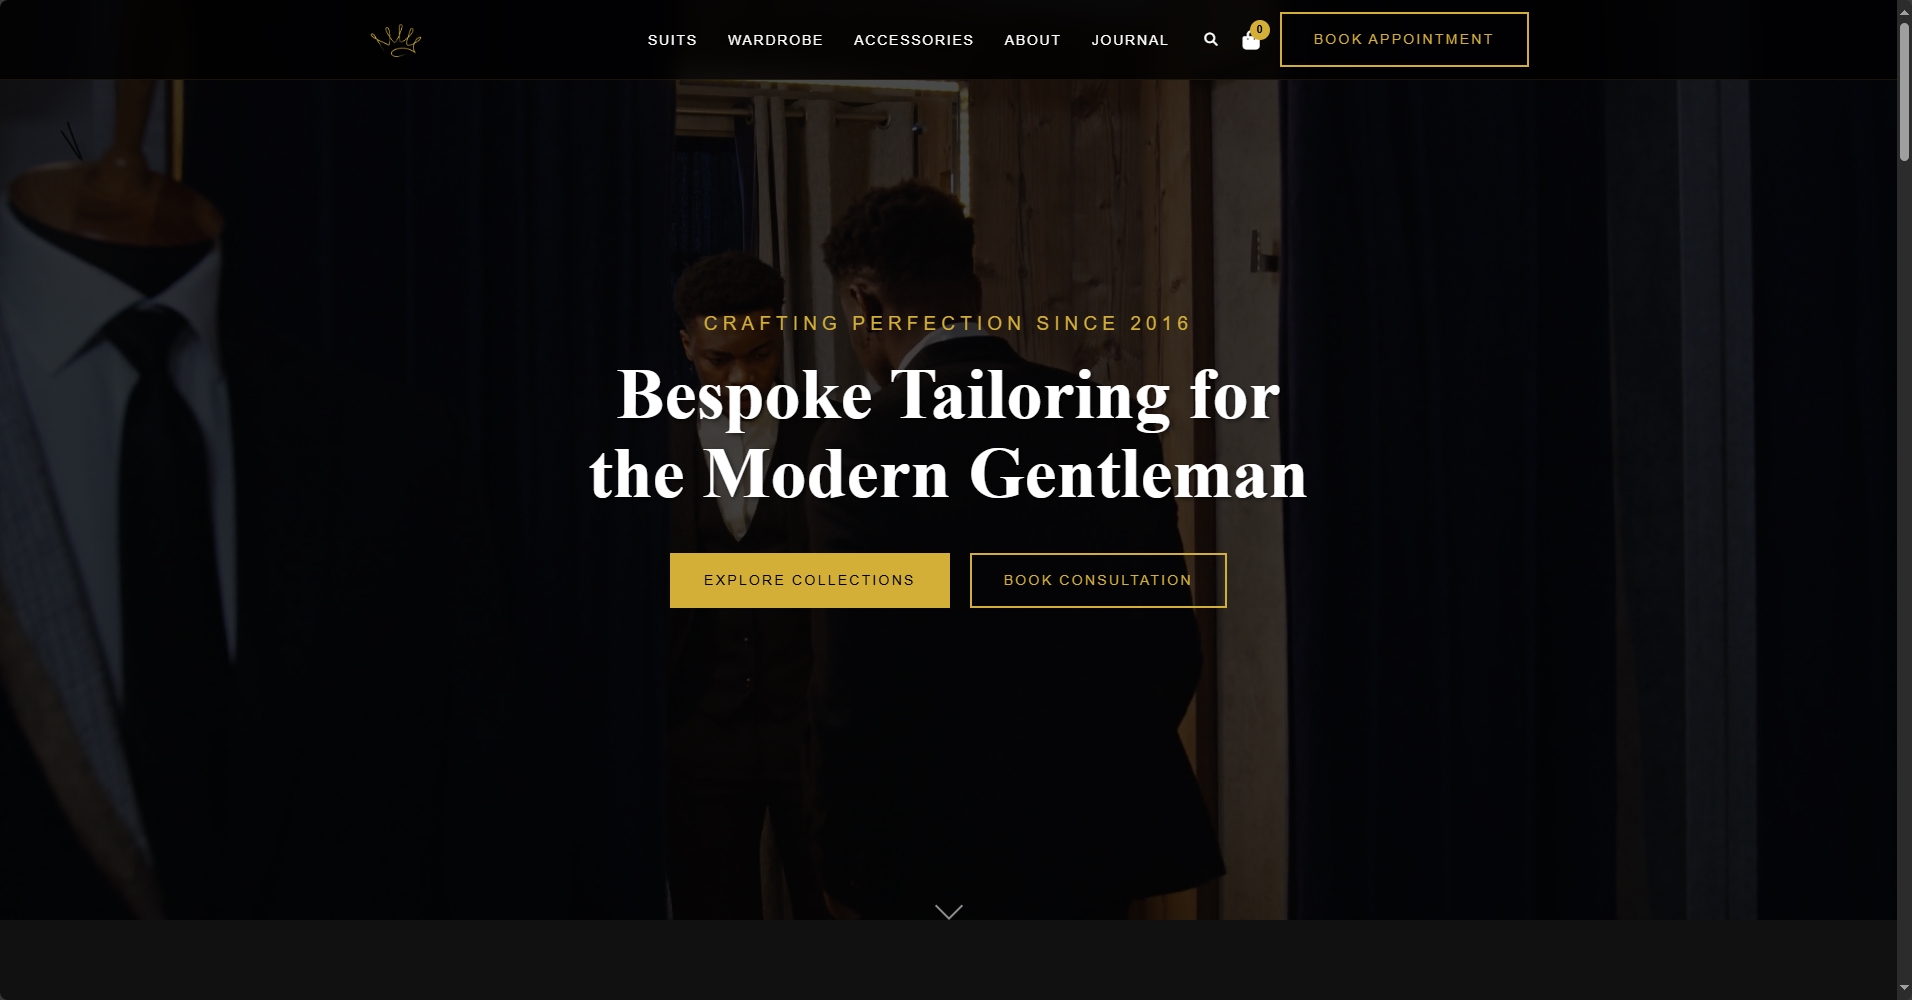 SUITS WARDROBE ACCESSORIES ABOUT JOURNAL 0 BOOK APPOINTMENT
CRAFTING PERFECTION SINCE 2016
Bespoke Tailoring for
the Modern Gentleman
EXPLORE COLLECTIONS BOOK CONSULTATION